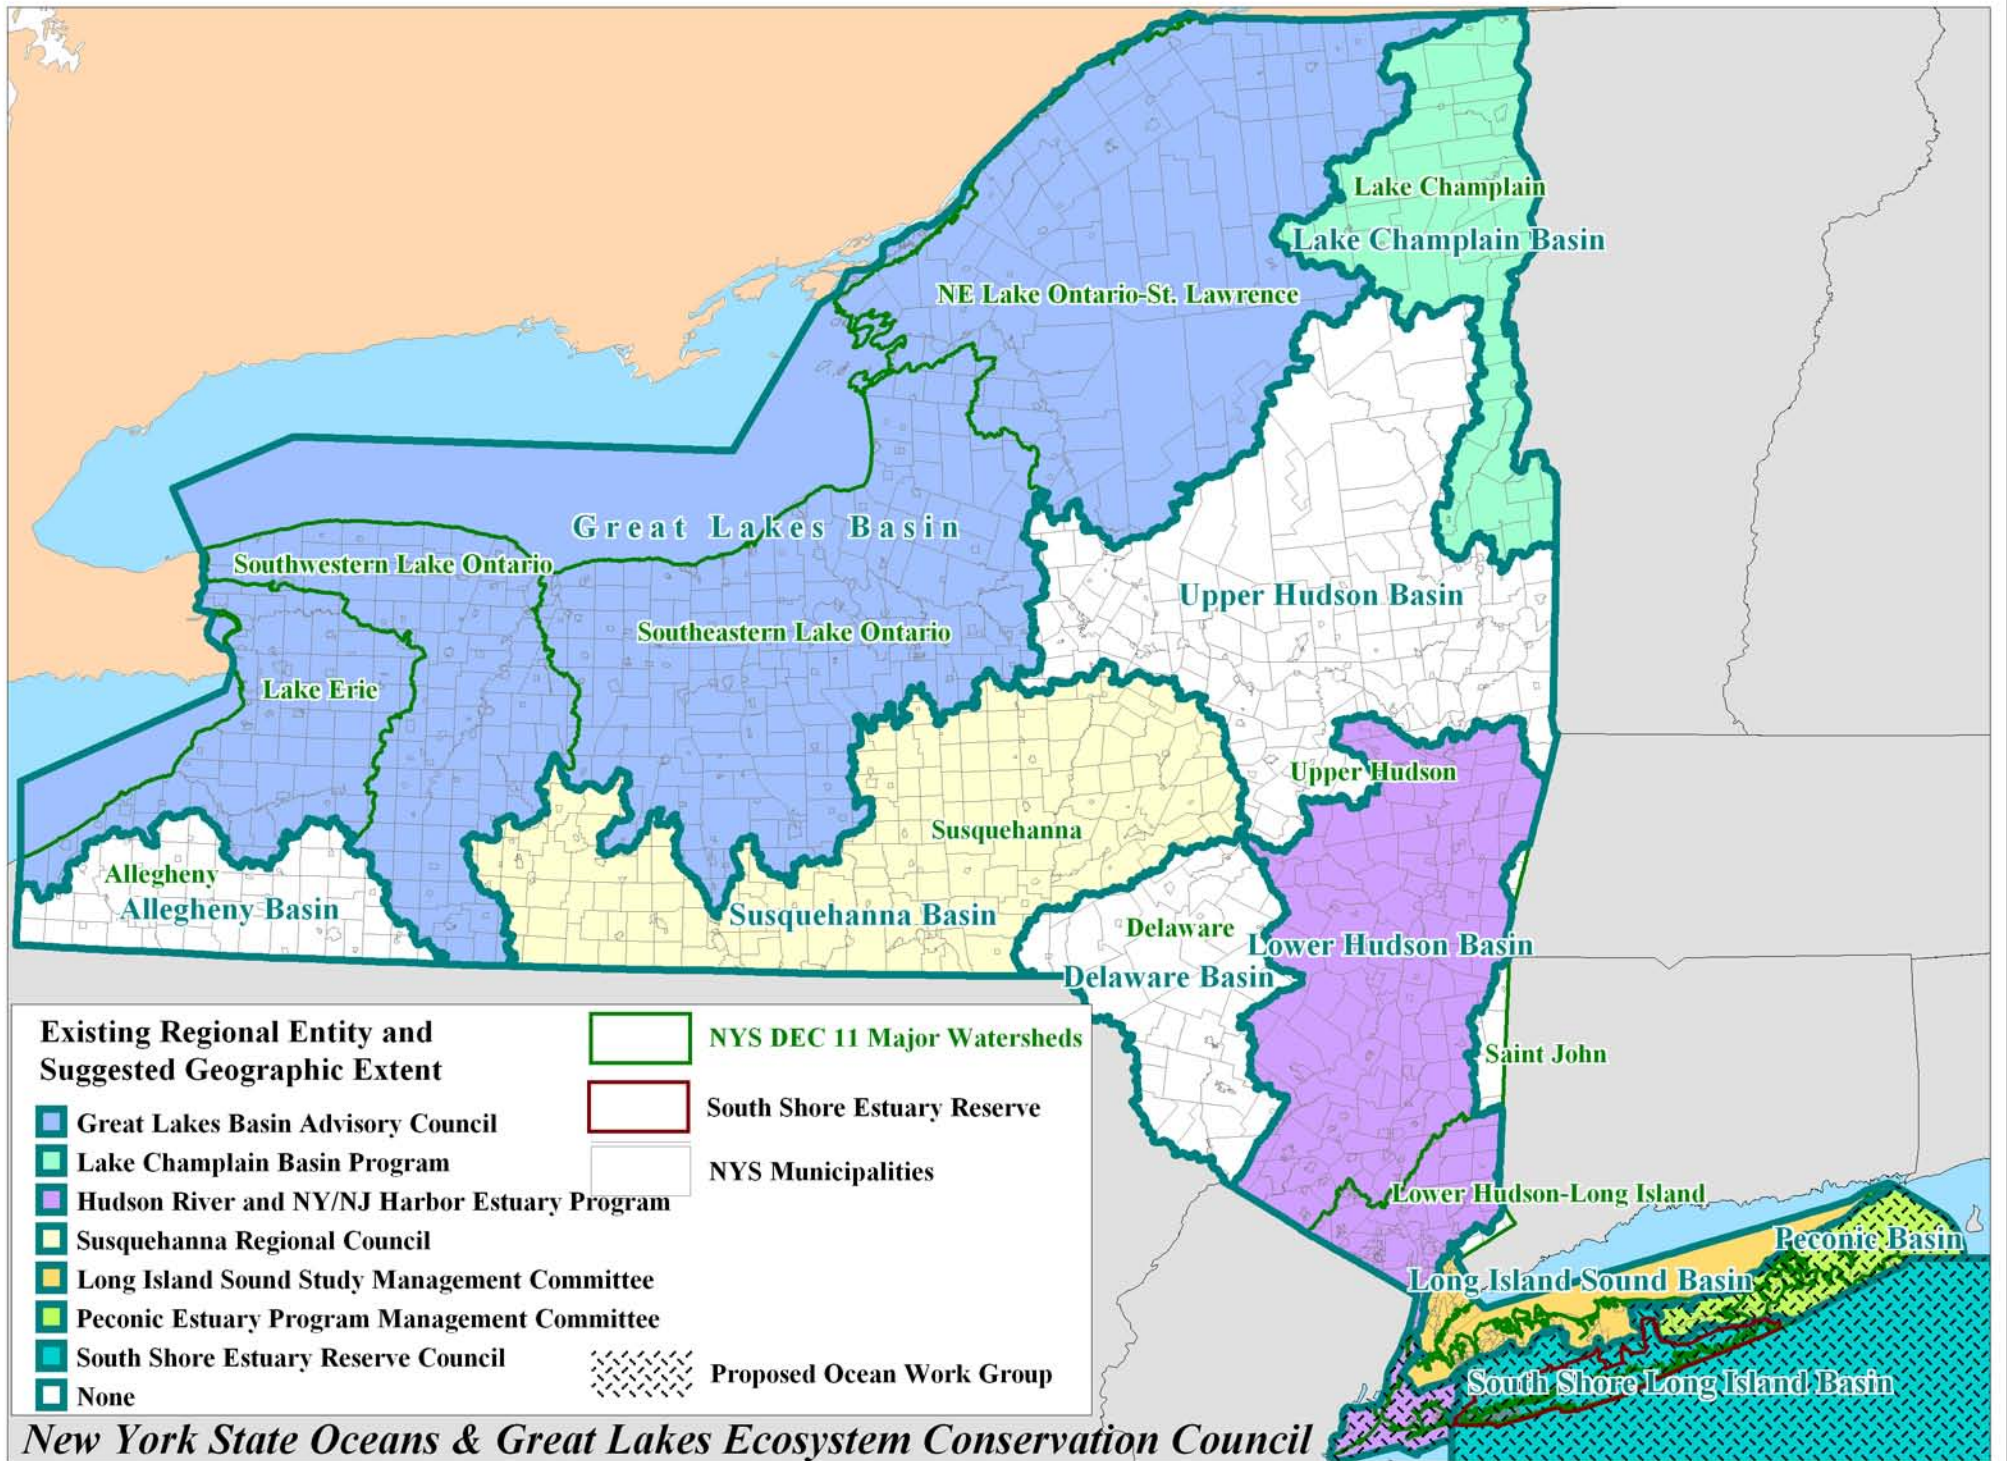 Lake Champlain
Lake Champlain Basin
NE Lake Ontario-St. Lawrence
Great Lakes Basin
Southwestern Lake Ontario
Upper Hudson Basin
Southeastern Lake Ontario
Lake Erie
Upper Hudson
Susquehanna
Allegheny
Allegheny Basin
Susquehanna Basin
Delaware
Lower Hudson Basin
Delaware Basin
Saint John
Lower Hudson-Long Island
Peconic Basin
Long Island Sound Basin
South Shore Long Island Basin
Existing Regional Entity and
Suggested Geographic Extent
Great Lakes Basin Advisory Council
Lake Champlain Basin Program
Hudson River and NY/NJ Harbor Estuary Program
Susquehanna Regional Council
Long Island Sound Study Management Committee
Peconic Estuary Program Management Committee
South Shore Estuary Reserve Council
None
NYS DEC 11 Major Watersheds
South Shore Estuary Reserve
NYS Municipalities
Proposed Ocean Work Group
New York State Oceans & Great Lakes Ecosystem Conservation Council